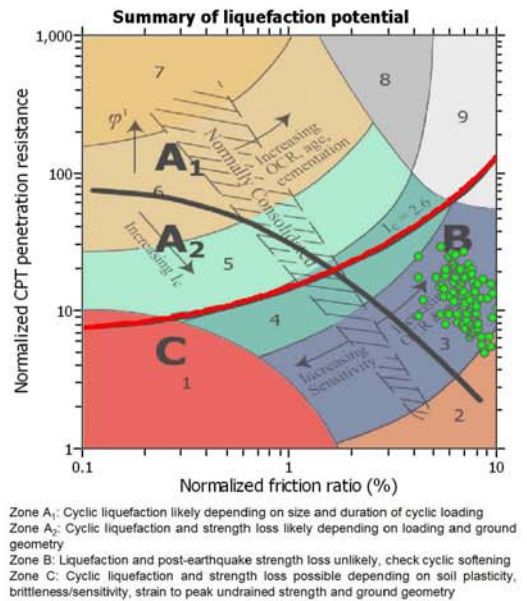 Summary of liquefaction potential
1,000
7
8
9
φ'
Increasing
OCR, age,
cementation
A1
Normally Consolidated
100
6
A2
Ic = 2.6
B
Increasing Ic
5
Normalized CPT penetration resistance
10
4
C
1
Increasing
Sensitivity
3
2
1
0.1
1
10
Normalized friction ratio (%)
Zone A1: Cyclic liquefaction likely depending on size and duration of cyclic loading
Zone A2: Cyclic liquefaction and strength loss likely depending on loading and ground
geometry
Zone B: Liquefaction and post-earthquake strength loss unlikely, check cyclic softening
Zone C: Cyclic liquefaction and strength loss possible depending on soil plasticity,
brittleness/sensitivity, strain to peak undrained strength and ground geometry